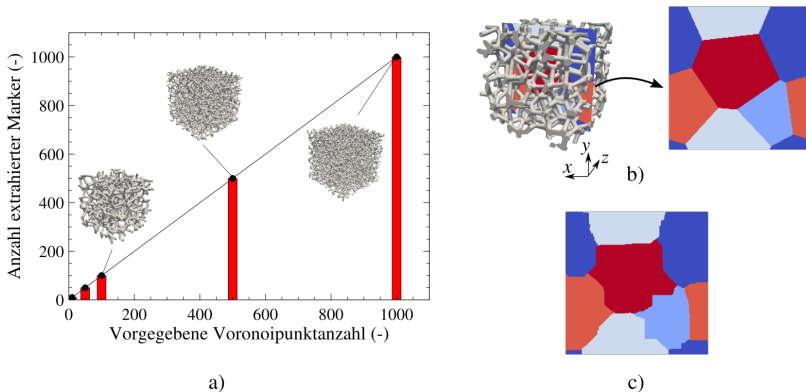 Anzahl extrahierter Marker (-)
1000
800
600
400
200
0
0
200
400
600
800
1000
Vorgegebene Voronoipunktanzahl (-)
a)
y
z
x
b)
c)